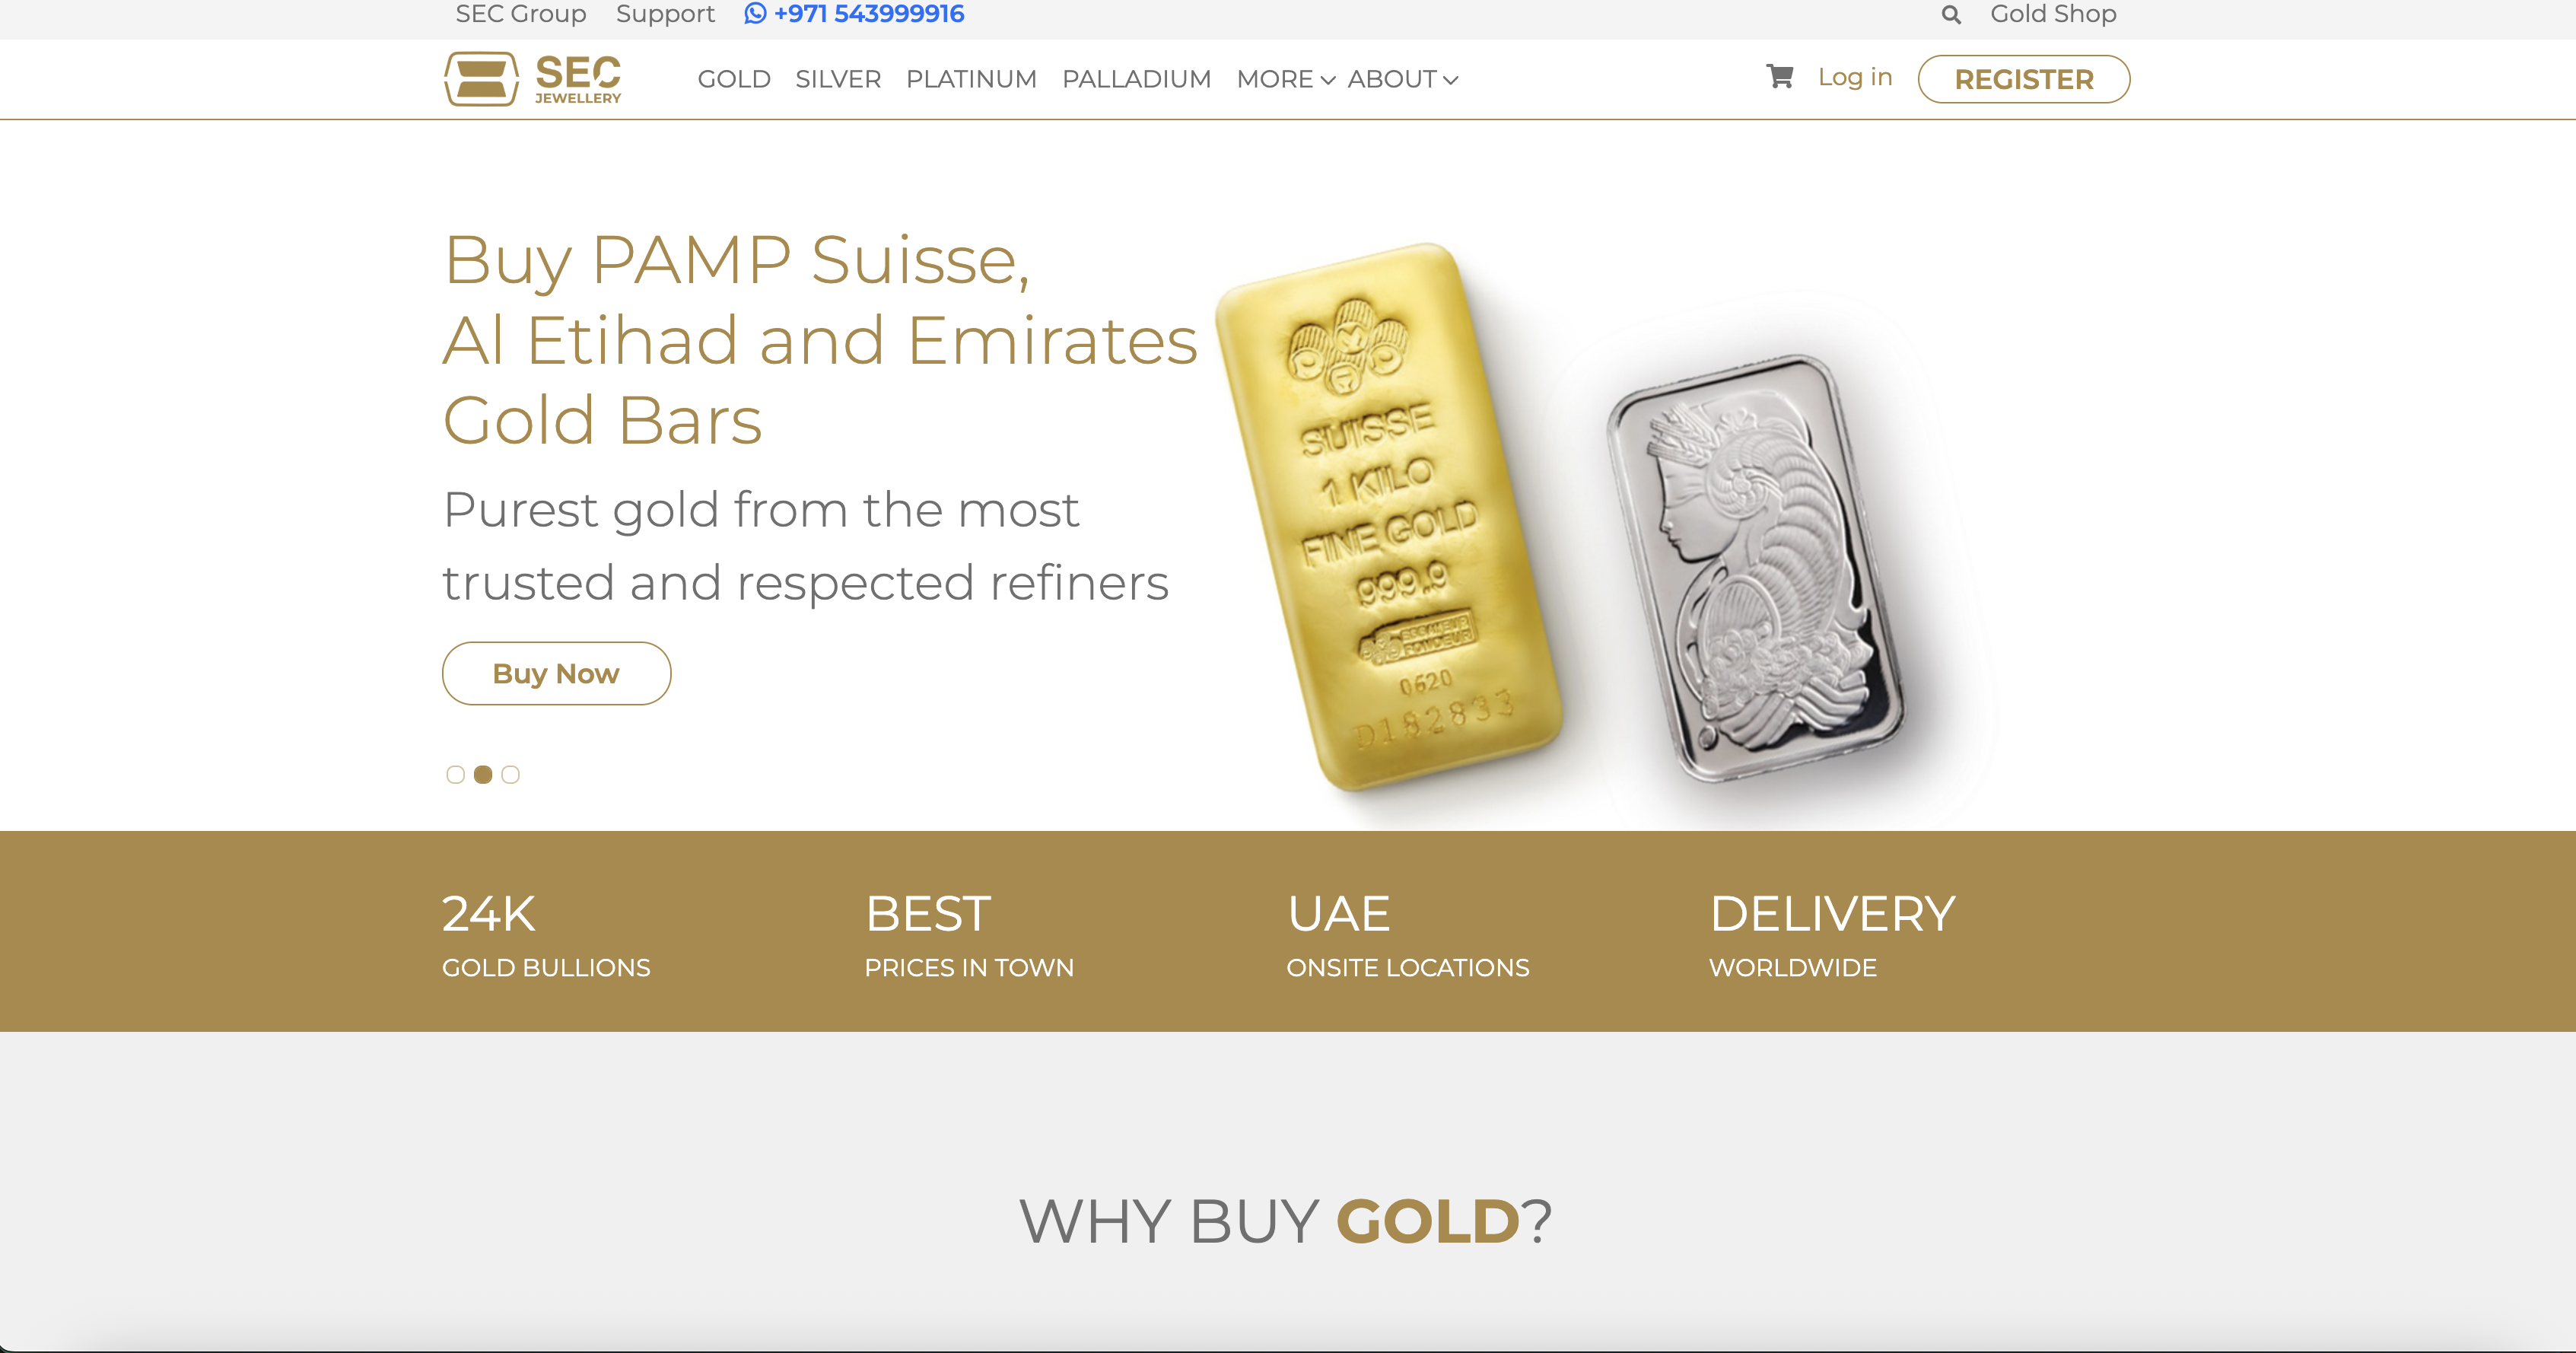 SEC Group Support +971 543999916 Gold Shop
SEC
JEWELLERY
GOLD SILVER PLATINUM PALLADIUM MORE ABOUT Log in REGISTER
Buy PAMP Suisse,
Al Etihad and Emirates
Gold Bars
Purest gold from the most
trusted and respected refiners
Buy Now
PAMP
SUISSE
1 KILO
FINE GOLD
999.9
ESSAYEUR
FONDEUR
0620
D182833
24K
GOLD BULLIONS
BEST
PRICES IN TOWN
UAE
ONSITE LOCATIONS
DELIVERY
WORLDWIDE
WHY BUY GOLD?